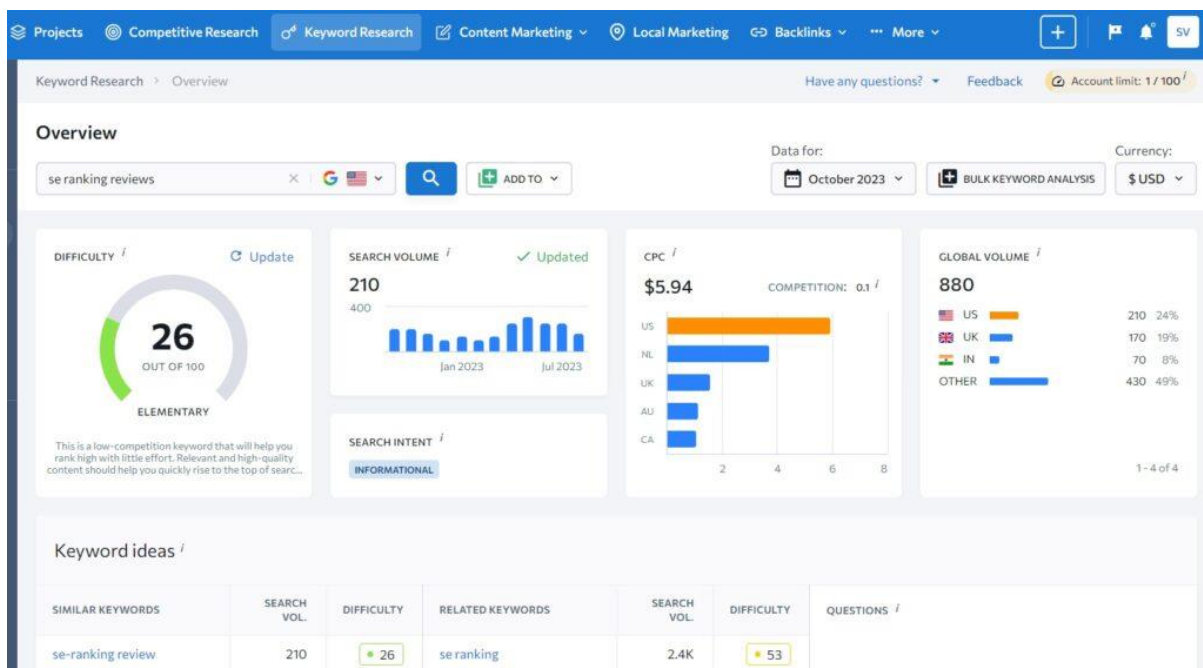 Projects Competitive Research Keyword Research Content Marketing Local Marketing Backlinks ... More + SV
Keyword Research > Overview Have any questions? Feedback Account limit: 1 / 100 i
Overview
Data for: Currency:
se ranking reviews × G ADD TO October 2023 BULK KEYWORD ANALYSIS $ USD
DIFFICULTY i Update
26
OUT OF 100
ELEMENTARY
This is a low-competition keyword that will help you
rank high with little effort. Relevant and high-quality
content should help you quickly rise to the top of searc...
SEARCH VOLUME i Updated
210
400
Jan 2023 Jul 2023
SEARCH INTENT i
INFORMATIONAL
CPC i
$5.94 COMPETITION: 0.1 i
US
NL
UK
AU
CA
2 4 6 8
GLOBAL VOLUME i
880
US 210 24%
UK 170 19%
IN 70 8%
OTHER 430 49%
1 - 4 of 4
Keyword ideas i
SIMILAR KEYWORDS SEARCH VOL. DIFFICULTY RELATED KEYWORDS SEARCH VOL. DIFFICULTY QUESTIONS i
se-ranking review 210 26 se ranking 2.4K 53